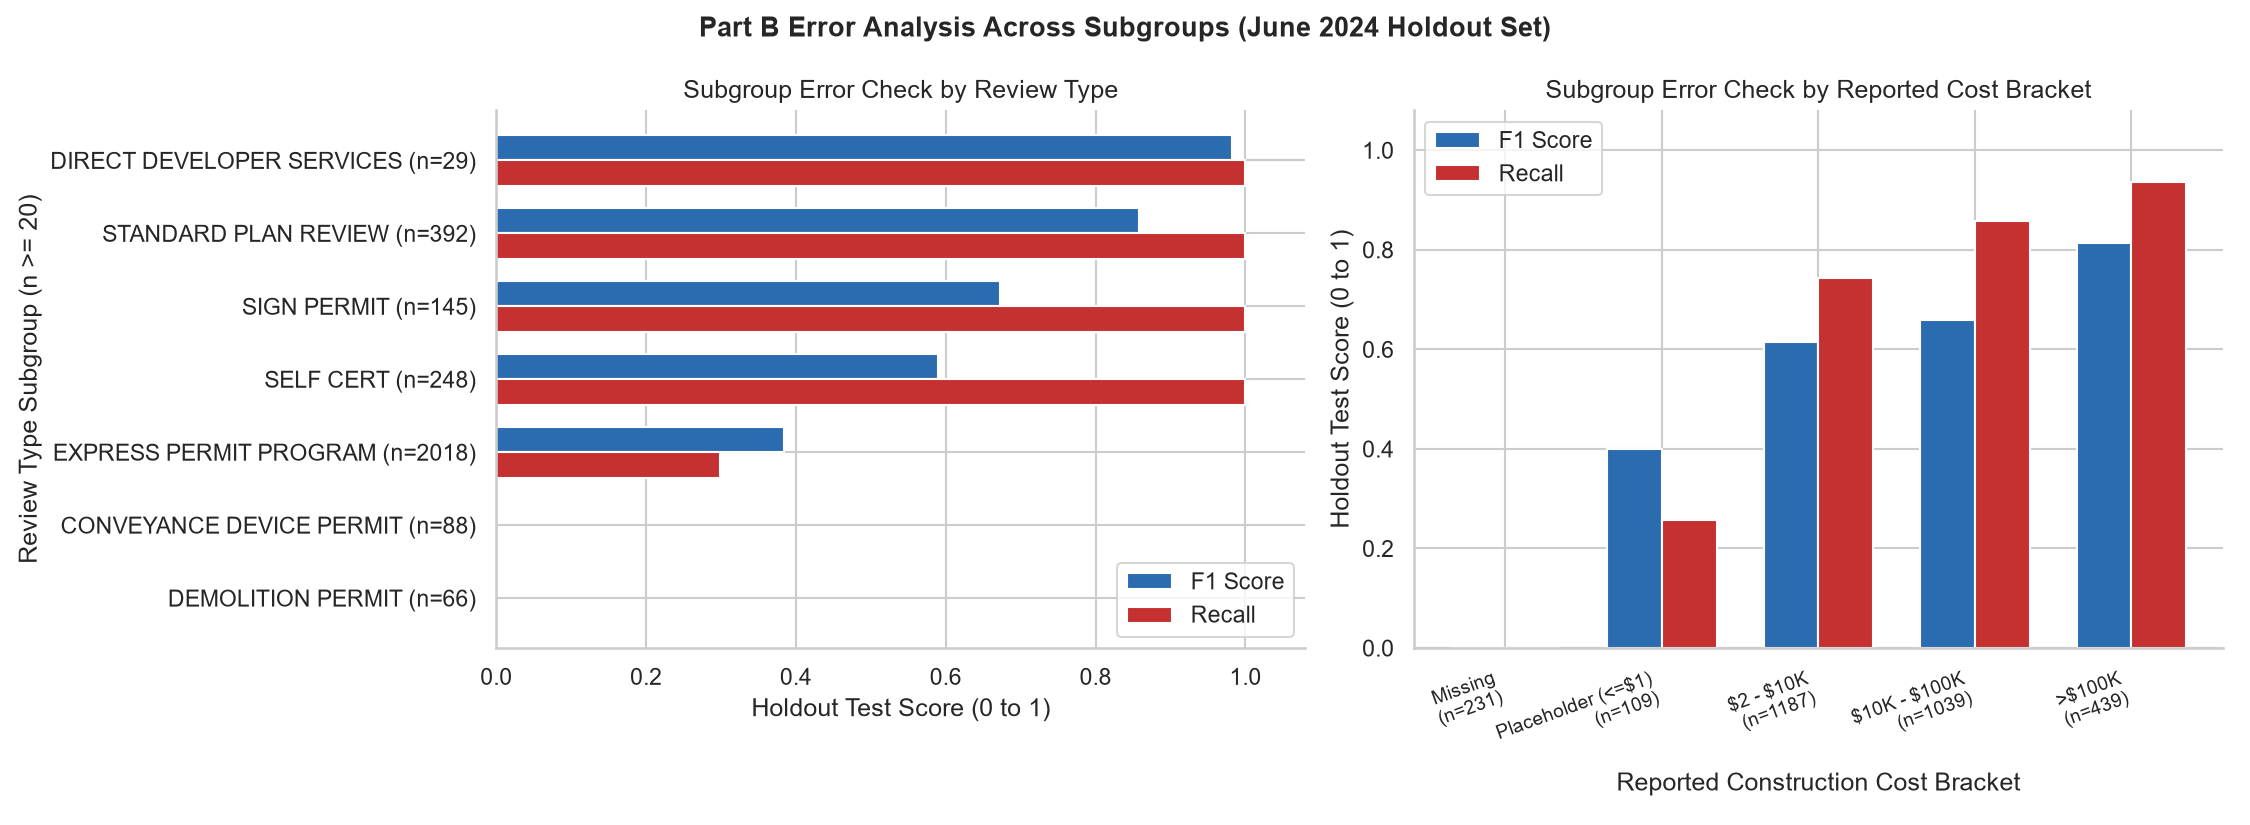 Part B Error Analysis Across Subgroups (June 2024 Holdout Set)
Subgroup Error Check by Review Type
Review Type Subgroup (n >= 20)
DIRECT DEVELOPER SERVICES (n=29)
STANDARD PLAN REVIEW (n=392)
SIGN PERMIT (n=145)
SELF CERT (n=248)
EXPRESS PERMIT PROGRAM (n=2018)
CONVEYANCE DEVICE PERMIT (n=88)
DEMOLITION PERMIT (n=66)
F1 Score
Recall
0.0 0.2 0.4 0.6 0.8 1.0
Holdout Test Score (0 to 1)
Subgroup Error Check by Reported Cost Bracket
F1 Score
Recall
Holdout Test Score (0 to 1)
1.0
0.8
0.6
0.4
0.2
0.0
Missing
(n=231)
Placeholder (<=$1)
(n=109)
$2 - $10K
(n=1187)
$10K - $100K
(n=1039)
>$100K
(n=439)
Reported Construction Cost Bracket